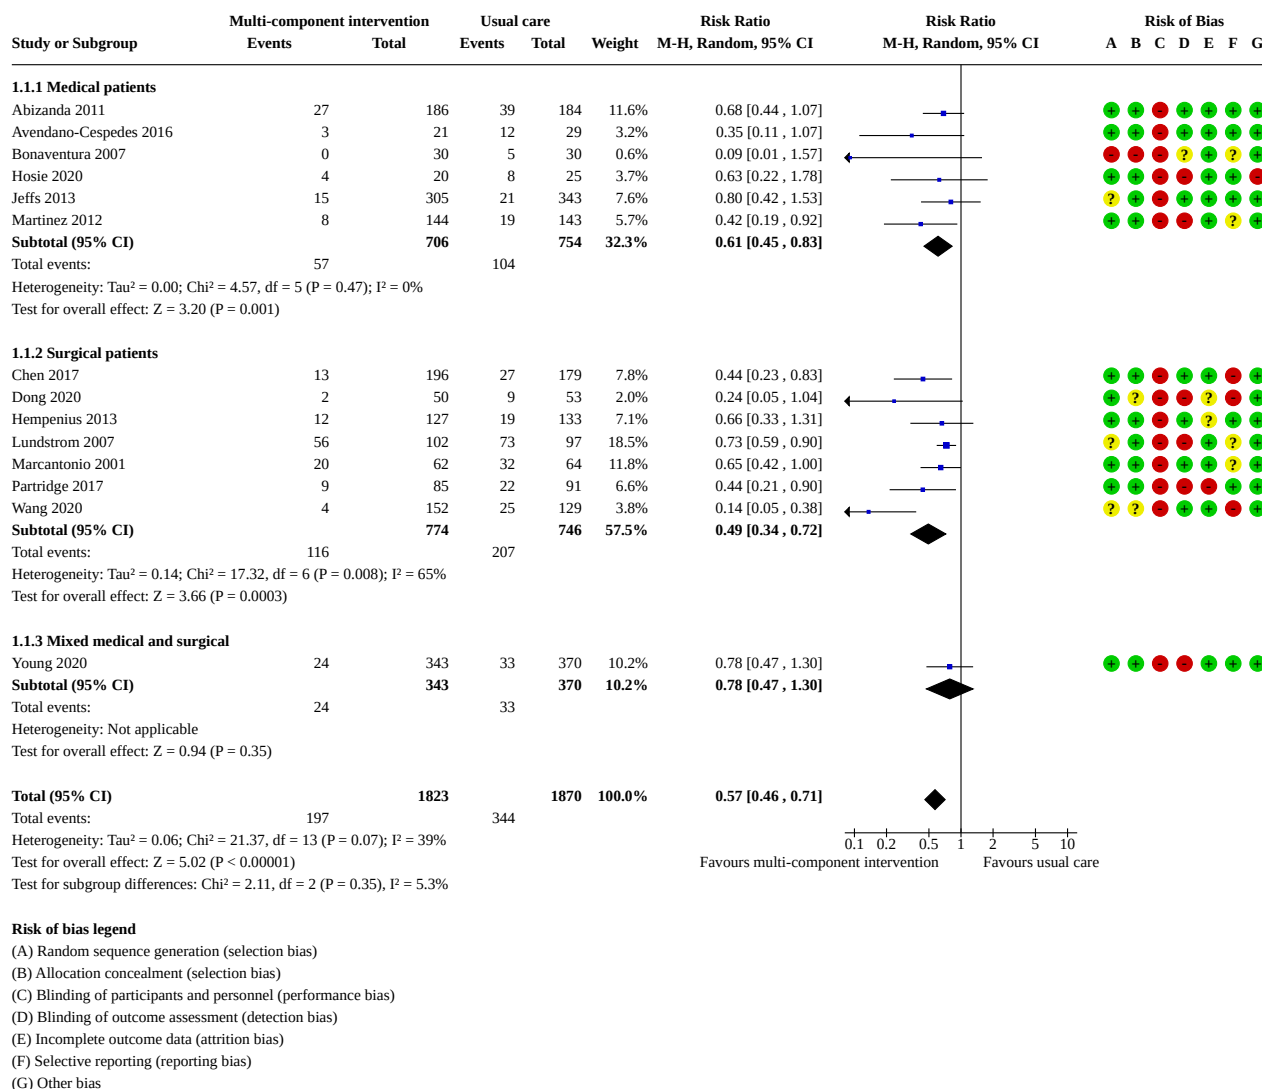 Multi-component intervention Usual care Risk Ratio Risk Ratio Risk of Bias
Study or Subgroup Events Total Events Total Weight M-H, Random, 95% CI M-H, Random, 95% CI A B C D E F G
1.1.1 Medical patients
Abizanda 2011 27 186 39 184 11.6% 0.68 [0.44 , 1.07] + + - + + + +
Avendano-Cespedes 2016 3 21 12 29 3.2% 0.35 [0.11 , 1.07] + + - + + + +
Bonaventura 2007 0 30 5 30 0.6% 0.09 [0.01 , 1.57] - - - ? + ? +
Hosie 2020 4 20 8 25 3.7% 0.63 [0.22 , 1.78] + + - - + + -
Jeffs 2013 15 305 21 343 7.6% 0.80 [0.42 , 1.53] ? + - + + + +
Martinez 2012 8 144 19 143 5.7% 0.42 [0.19 , 0.92] + + - - + ? +
Subtotal (95% CI) 706 754 32.3% 0.61 [0.45 , 0.83]
Total events: 57 104
Heterogeneity: Tau² = 0.00; Chi² = 4.57, df = 5 (P = 0.47); I² = 0%
Test for overall effect: Z = 3.20 (P = 0.001)
1.1.2 Surgical patients
Chen 2017 13 196 27 179 7.8% 0.44 [0.23 , 0.83] + + - + + - +
Dong 2020 2 50 9 53 2.0% 0.24 [0.05 , 1.04] + ? - - ? - +
Hempenius 2013 12 127 19 133 7.1% 0.66 [0.33 , 1.31] + + - + ? + +
Lundstrom 2007 56 102 73 97 18.5% 0.73 [0.59 , 0.90] ? + - - + ? +
Marcantonio 2001 20 62 32 64 11.8% 0.65 [0.42 , 1.00] + + - + + ? +
Partridge 2017 9 85 22 91 6.6% 0.44 [0.21 , 0.90] + + - - - + +
Wang 2020 4 152 25 129 3.8% 0.14 [0.05 , 0.38] ? ? - + + - +
Subtotal (95% CI) 774 746 57.5% 0.49 [0.34 , 0.72]
Total events: 116 207
Heterogeneity: Tau² = 0.14; Chi² = 17.32, df = 6 (P = 0.008); I² = 65%
Test for overall effect: Z = 3.66 (P = 0.0003)
1.1.3 Mixed medical and surgical
Young 2020 24 343 33 370 10.2% 0.78 [0.47 , 1.30] + + - - + + +
Subtotal (95% CI) 343 370 10.2% 0.78 [0.47 , 1.30]
Total events: 24 33
Heterogeneity: Not applicable
Test for overall effect: Z = 0.94 (P = 0.35)
Total (95% CI) 1823 1870 100.0% 0.57 [0.46 , 0.71]
Total events: 197 344
Heterogeneity: Tau² = 0.06; Chi² = 21.37, df = 13 (P = 0.07); I² = 39%
0.1 0.2 0.5 1 2 5 10
Test for overall effect: Z = 5.02 (P < 0.00001)
Favours multi-component intervention Favours usual care
Test for subgroup differences: Chi² = 2.11, df = 2 (P = 0.35), I² = 5.3%
Risk of bias legend
(A) Random sequence generation (selection bias)
(B) Allocation concealment (selection bias)
(C) Blinding of participants and personnel (performance bias)
(D) Blinding of outcome assessment (detection bias)
(E) Incomplete outcome data (attrition bias)
(F) Selective reporting (reporting bias)
(G) Other bias